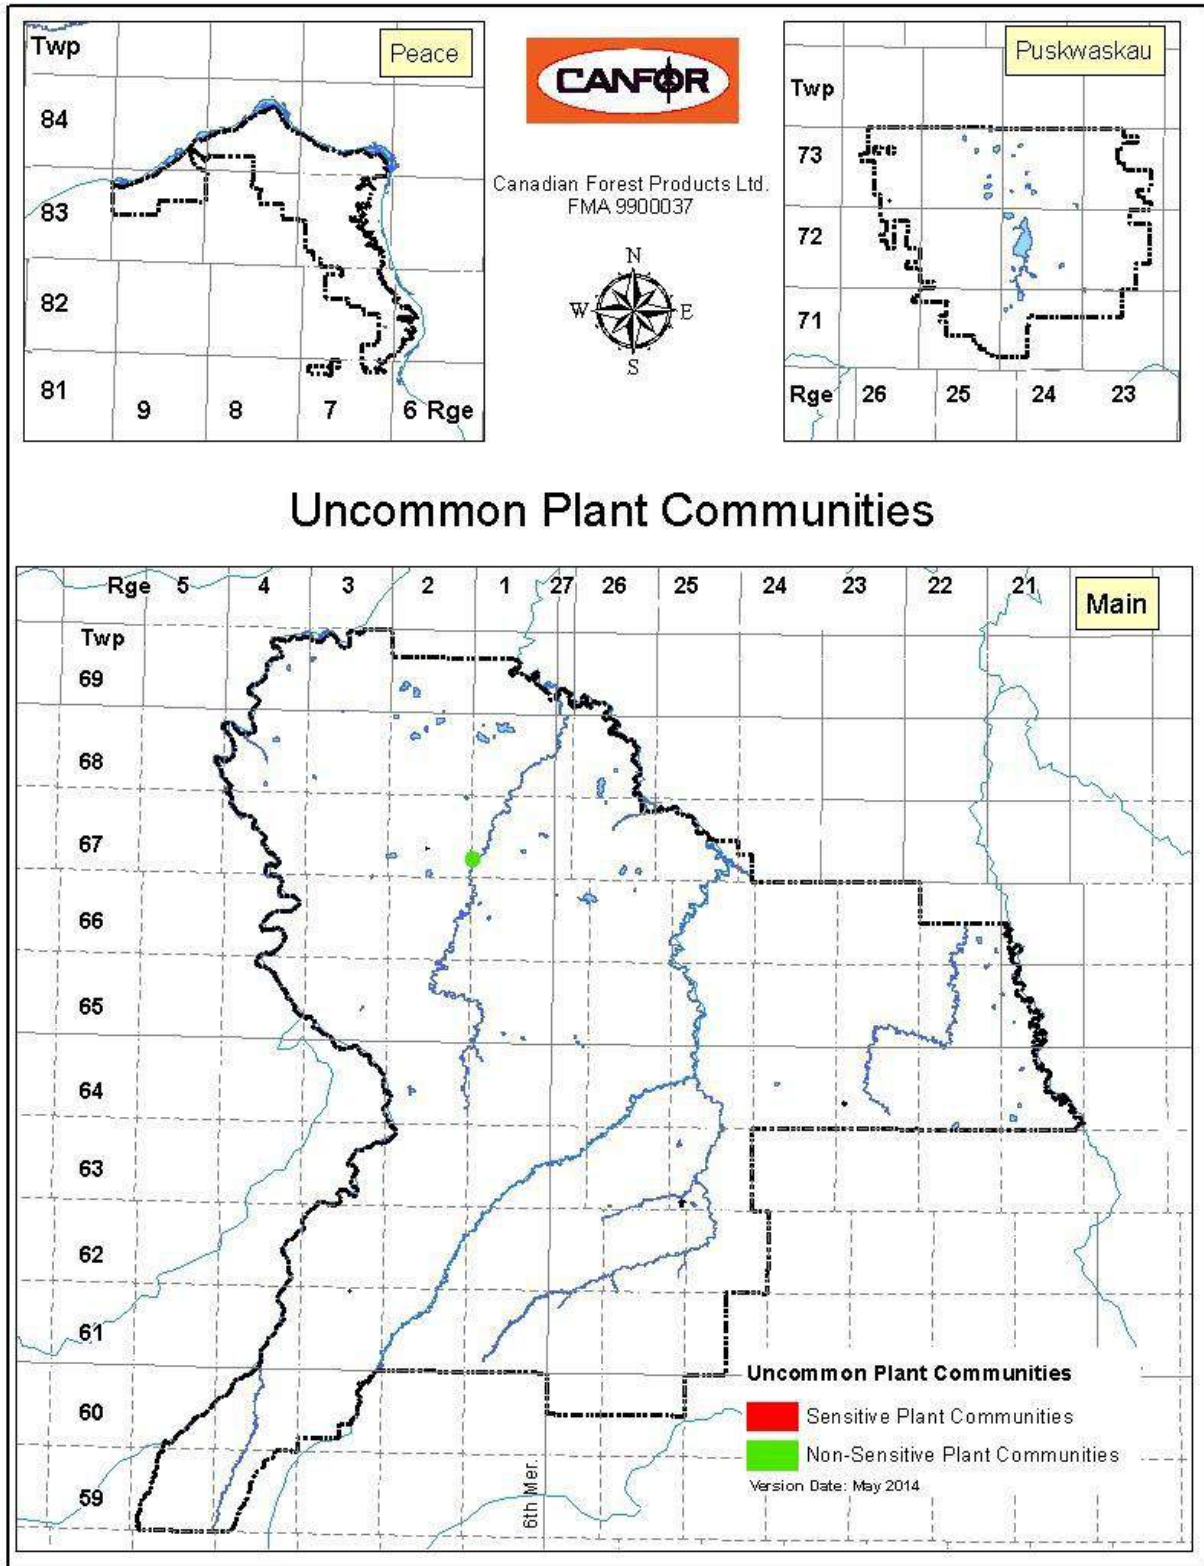 Twp
Peace
84
83
82
81
9 8 7 6 Rge
CANFOR
Canadian Forest Products Ltd.
FMA 9900037
N
W E
S
Puskwaskau
Twp
73
72
71
Rge 26 25 24 23
Uncommon Plant Communities
Rge 5 4 3 2 1 27 26 25 24 23 22 21
Main
Twp
69
68
67
66
65
64
63
62
61
60
59
6th Mer.
Uncommon Plant Communities
Sensitive Plant Communities
Non-Sensitive Plant Communities
Version Date: May 2014